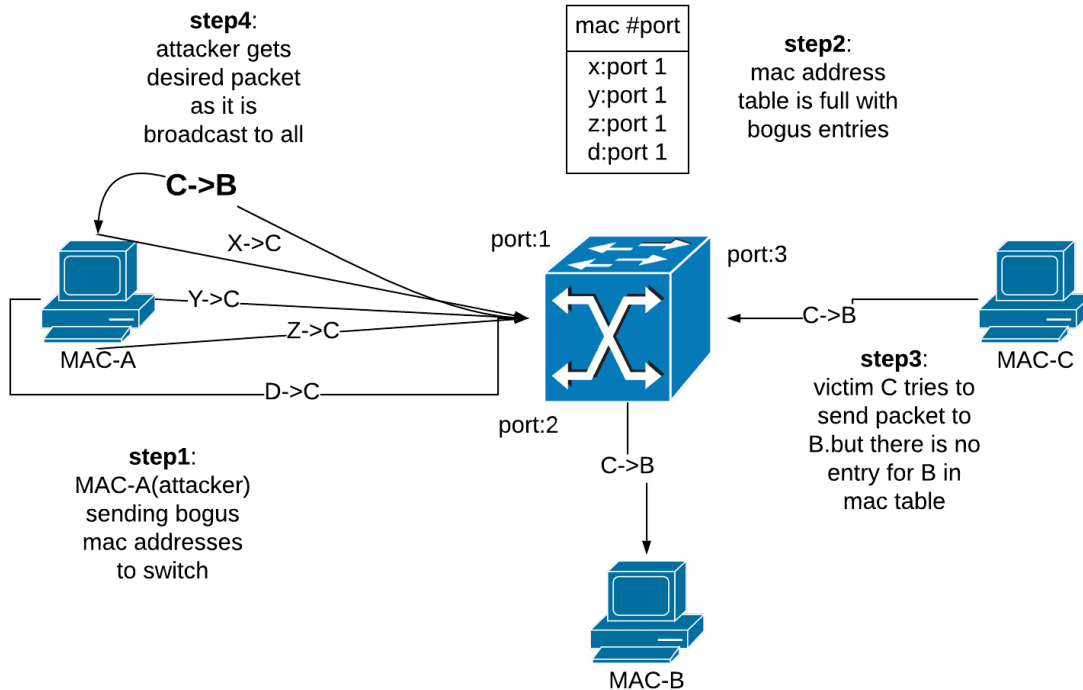 step4:
attacker gets
desired packet
as it is
broadcast to all
mac #port
x:port 1
y:port 1
z:port 1
d:port 1
step2:
mac address
table is full with
bogus entries
C->B
X->C
Y->C
Z->C
D->C
MAC-A
port:1
port:3
port:2
C->B
MAC-C
step3:
victim C tries to
send packet to
B.but there is no
entry for B in
mac table
step1:
MAC-A(attacker)
sending bogus
mac addresses
to switch
C->B
MAC-B